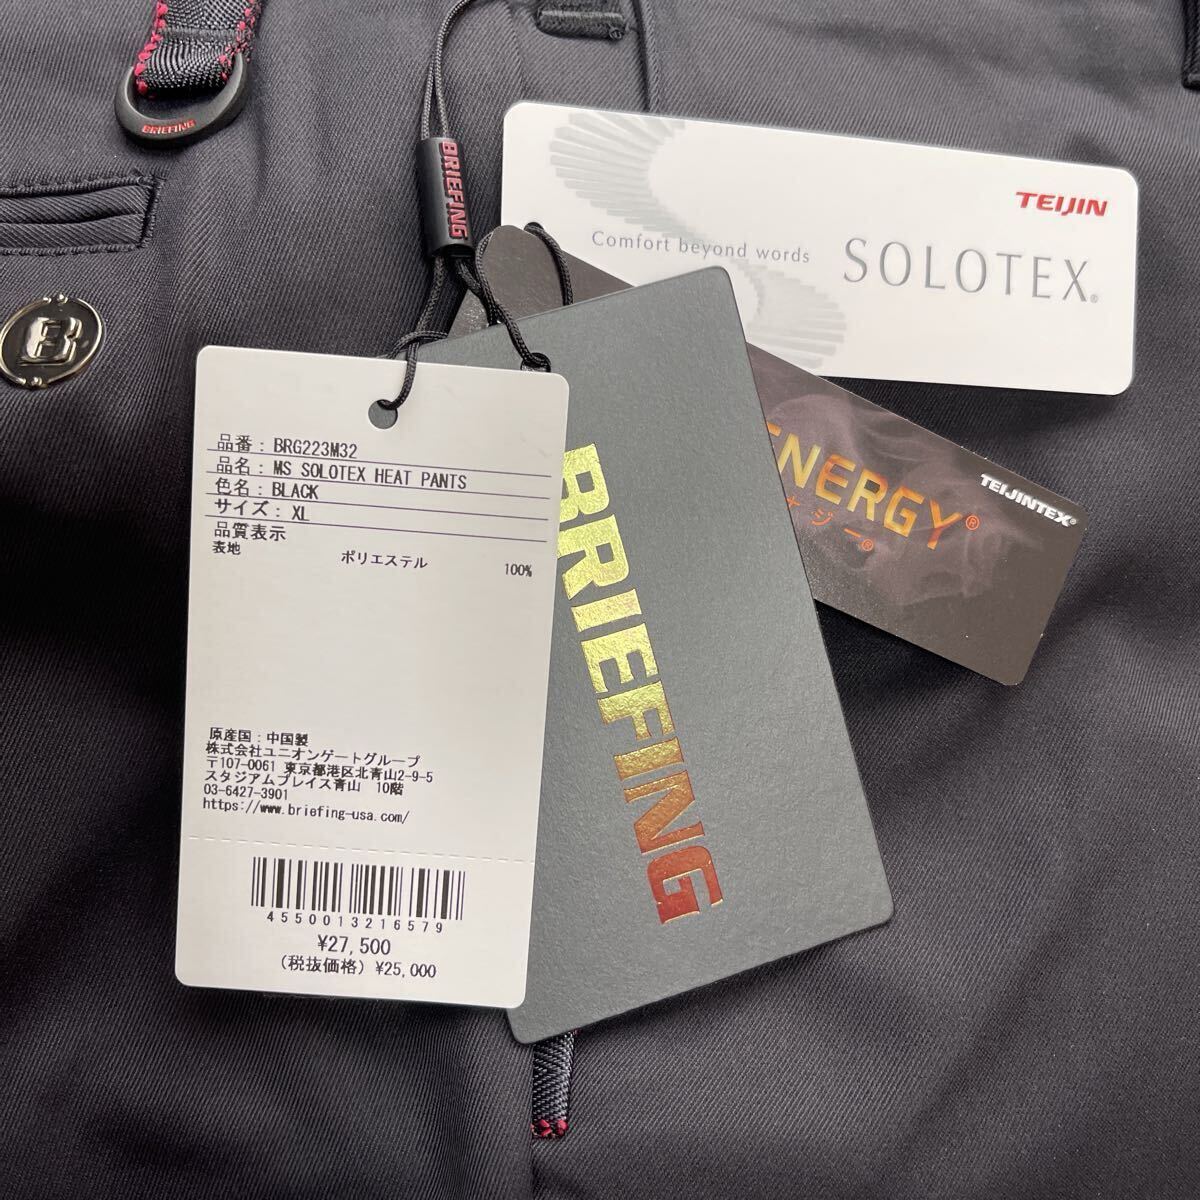 BRIEFING
BRIEFING
TEIJIN
Comfort beyond words
SOLOTEX®
B
品番：BRG223M32
品名：MS SOLOTEX HEAT PANTS
色名：BLACK
サイズ：XL
品質表示
表地 ポリエステル 100%
ENERGY®
ナジー®
TEIJINTEX®
BRIEFING
原産国：中国製
株式会社ユニオンゲートグループ
〒107-0061 東京都港区北青山2-9-5
スタジアムプレイス青山 10階
03-6427-3901
https://www.briefing-usa.com/
4550013216579
¥27,500
(税抜価格) ¥25,000